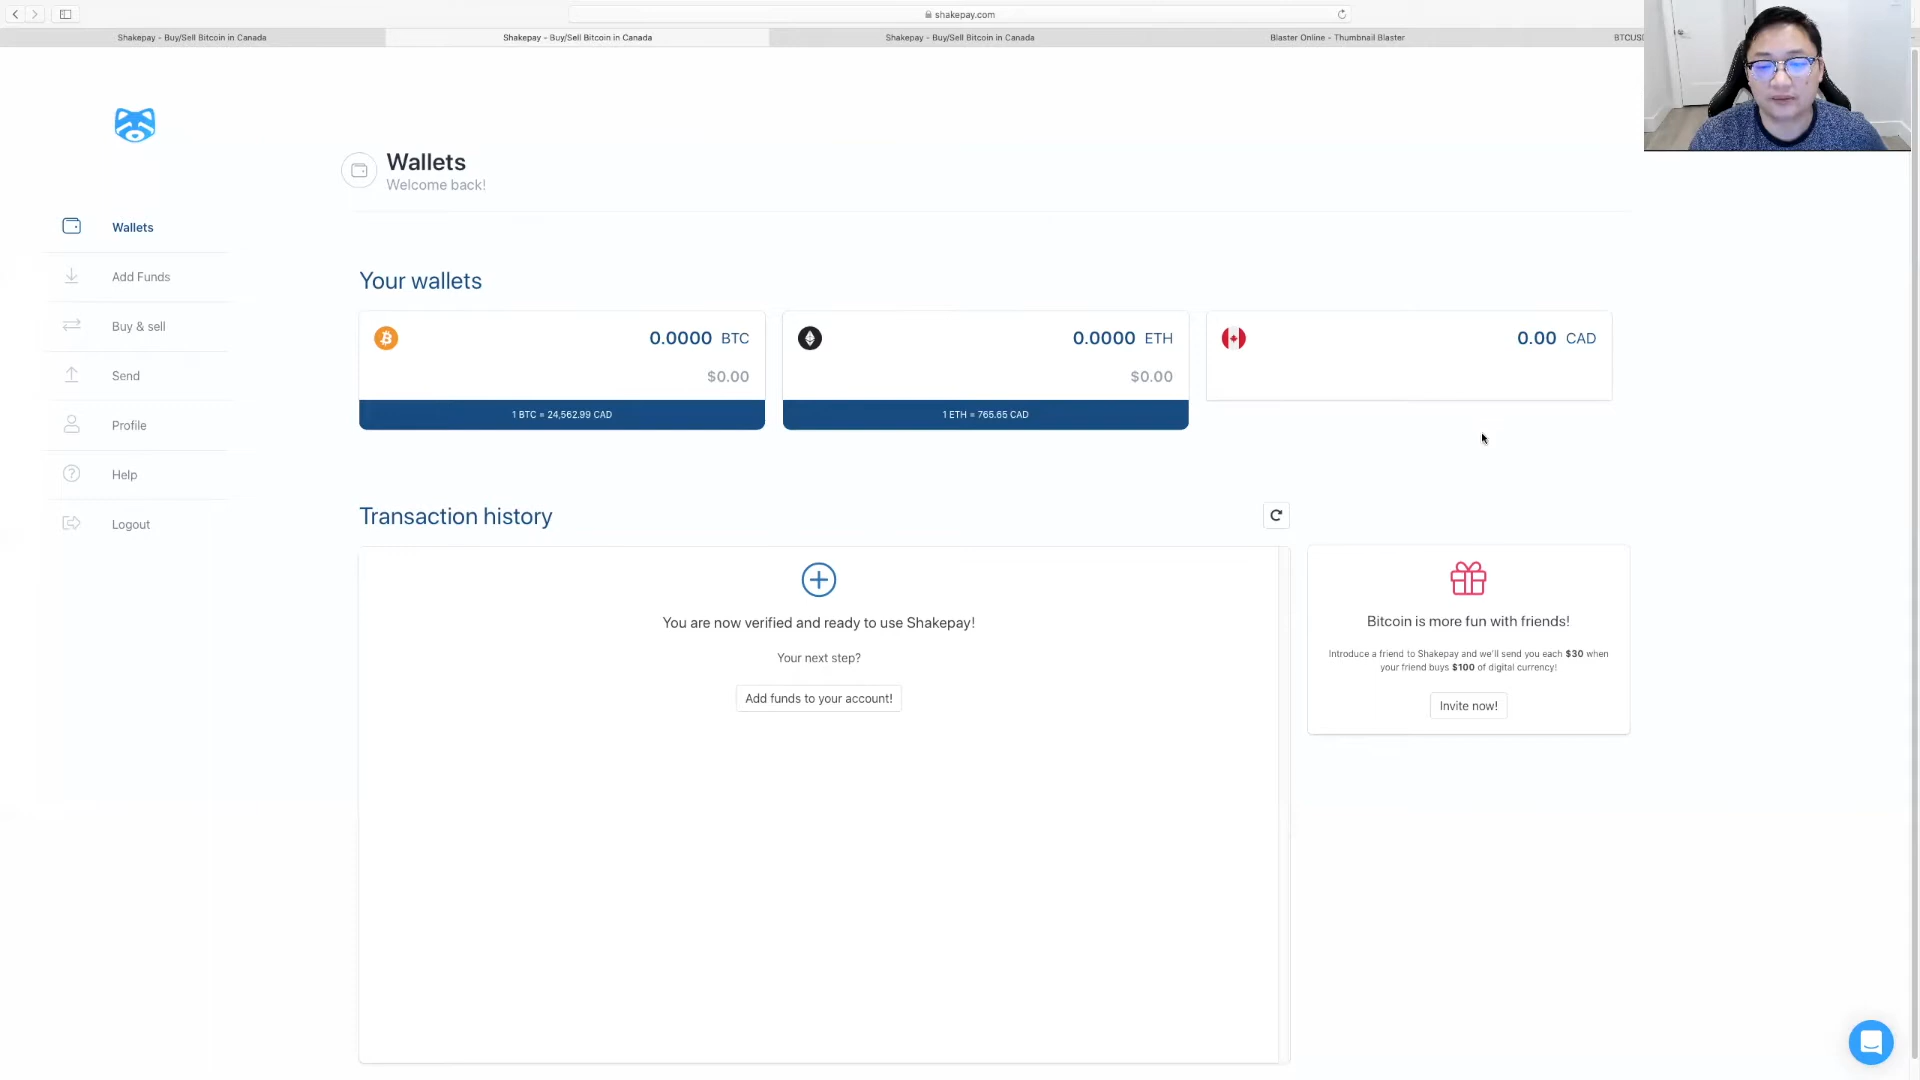 shakepay.com
Shakepay - Buy/Sell Bitcoin in Canada
Shakepay - Buy/Sell Bitcoin in Canada
Shakepay - Buy/Sell Bitcoin in Canada
Blaster Online - Thumbnail Blaster
Wallets
Welcome back!
Wallets
Add Funds
Buy & sell
Send
Profile
Help
Logout
Your wallets
0.0000 BTC
$0.00
1 BTC = 24,562.99 CAD
0.0000 ETH
$0.00
1 ETH = 765.65 CAD
0.00 CAD
Transaction history
You are now verified and ready to use Shakepay!
Your next step?
Add funds to your account!
Bitcoin is more fun with friends!
Introduce a friend to Shakepay and we'll send you each $30 when
your friend buys $100 of digital currency!
Invite now!